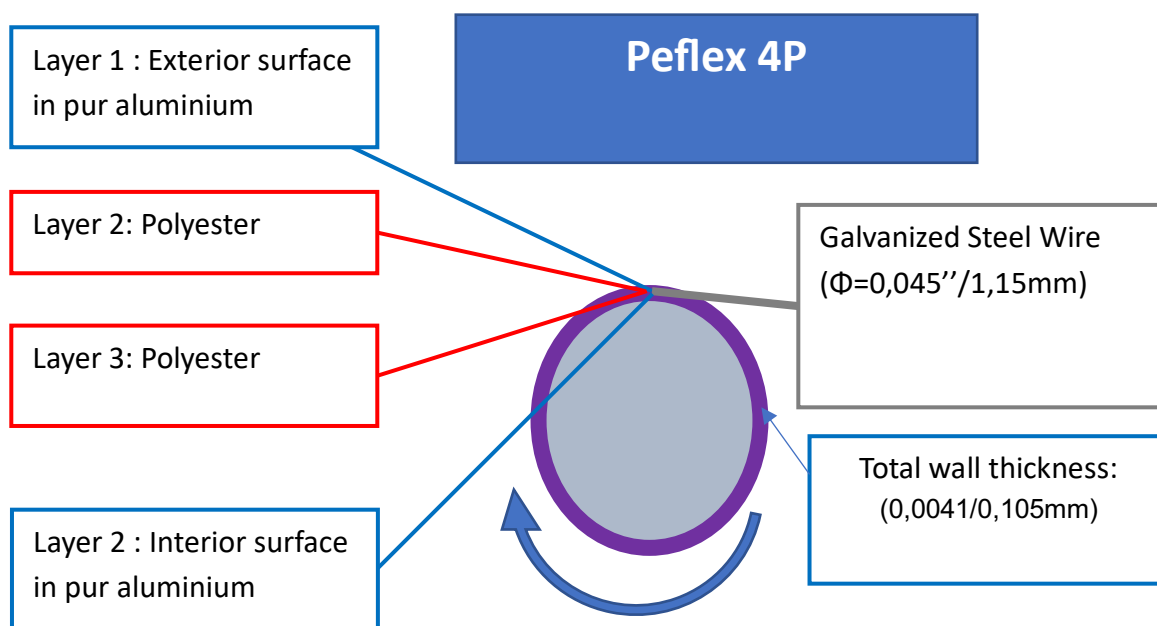 Peflex 4P
Layer 1 : Exterior surface
in pur aluminium
Layer 2: Polyester
Layer 3: Polyester
Layer 2 : Interior surface
in pur aluminium
Galvanized Steel Wire
(Φ=0,045’’/1,15mm)
Total wall thickness:
(0,0041/0,105mm)